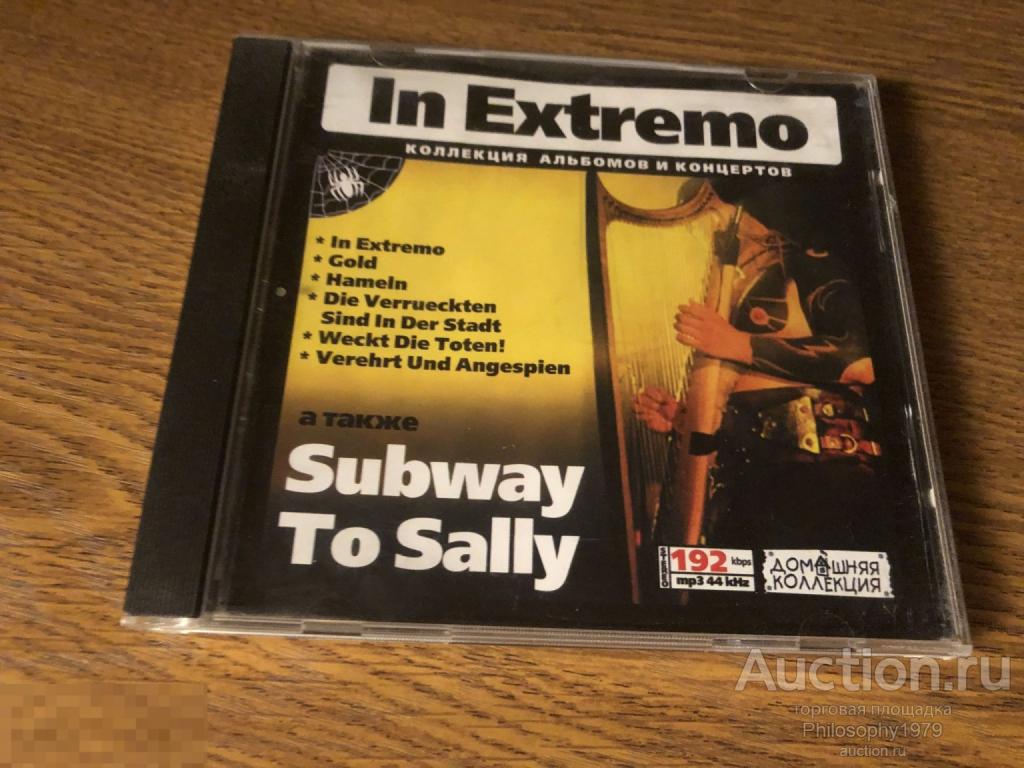 In Extremo
КОЛЛЕКЦИЯ АЛЬБОМОВ И КОНЦЕРТОВ
* In Extremo
* Gold
* Hameln
* Die Verrueckten
Sind In Der Stadt
* Weckt Die Toten!
* Verehrt Und Angespien
а также
Subway
To Sally
STEREO
192 kbps
mp3 44 kHz
ДОМАШНЯЯ
КОЛЛЕКЦИЯ
Auction.ru
торговая площадка
Philosophy1979
auction.ru